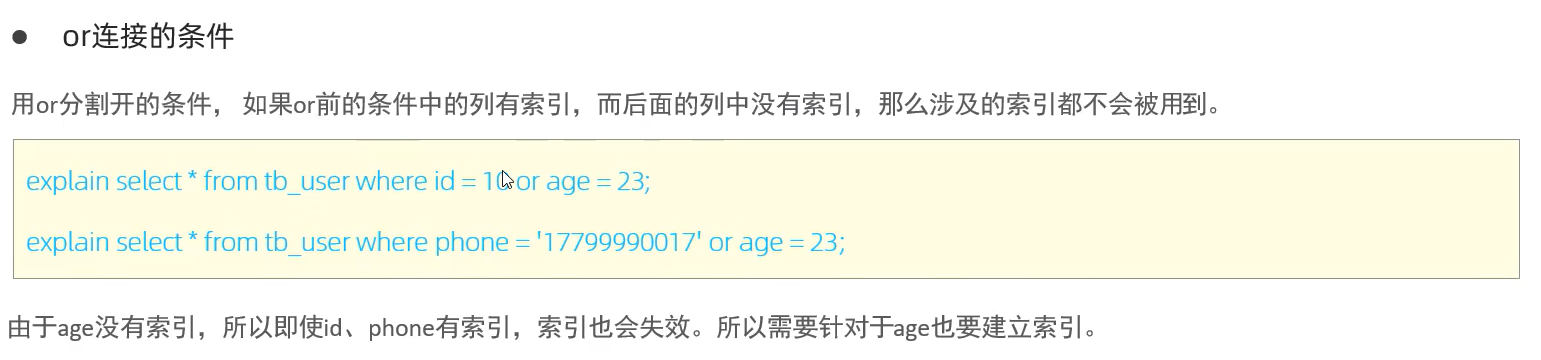 ● or连接的条件
用or分割开的条件， 如果or前的条件中的列有索引，而后面的列中没有索引，那么涉及的索引都不会被用到。
explain select * from tb_user where id = 10 or age = 23;
explain select * from tb_user where phone = '17799990017' or age = 23;
由于age没有索引，所以即使id、phone有索引，索引也会失效。所以需要针对于age也要建立索引。